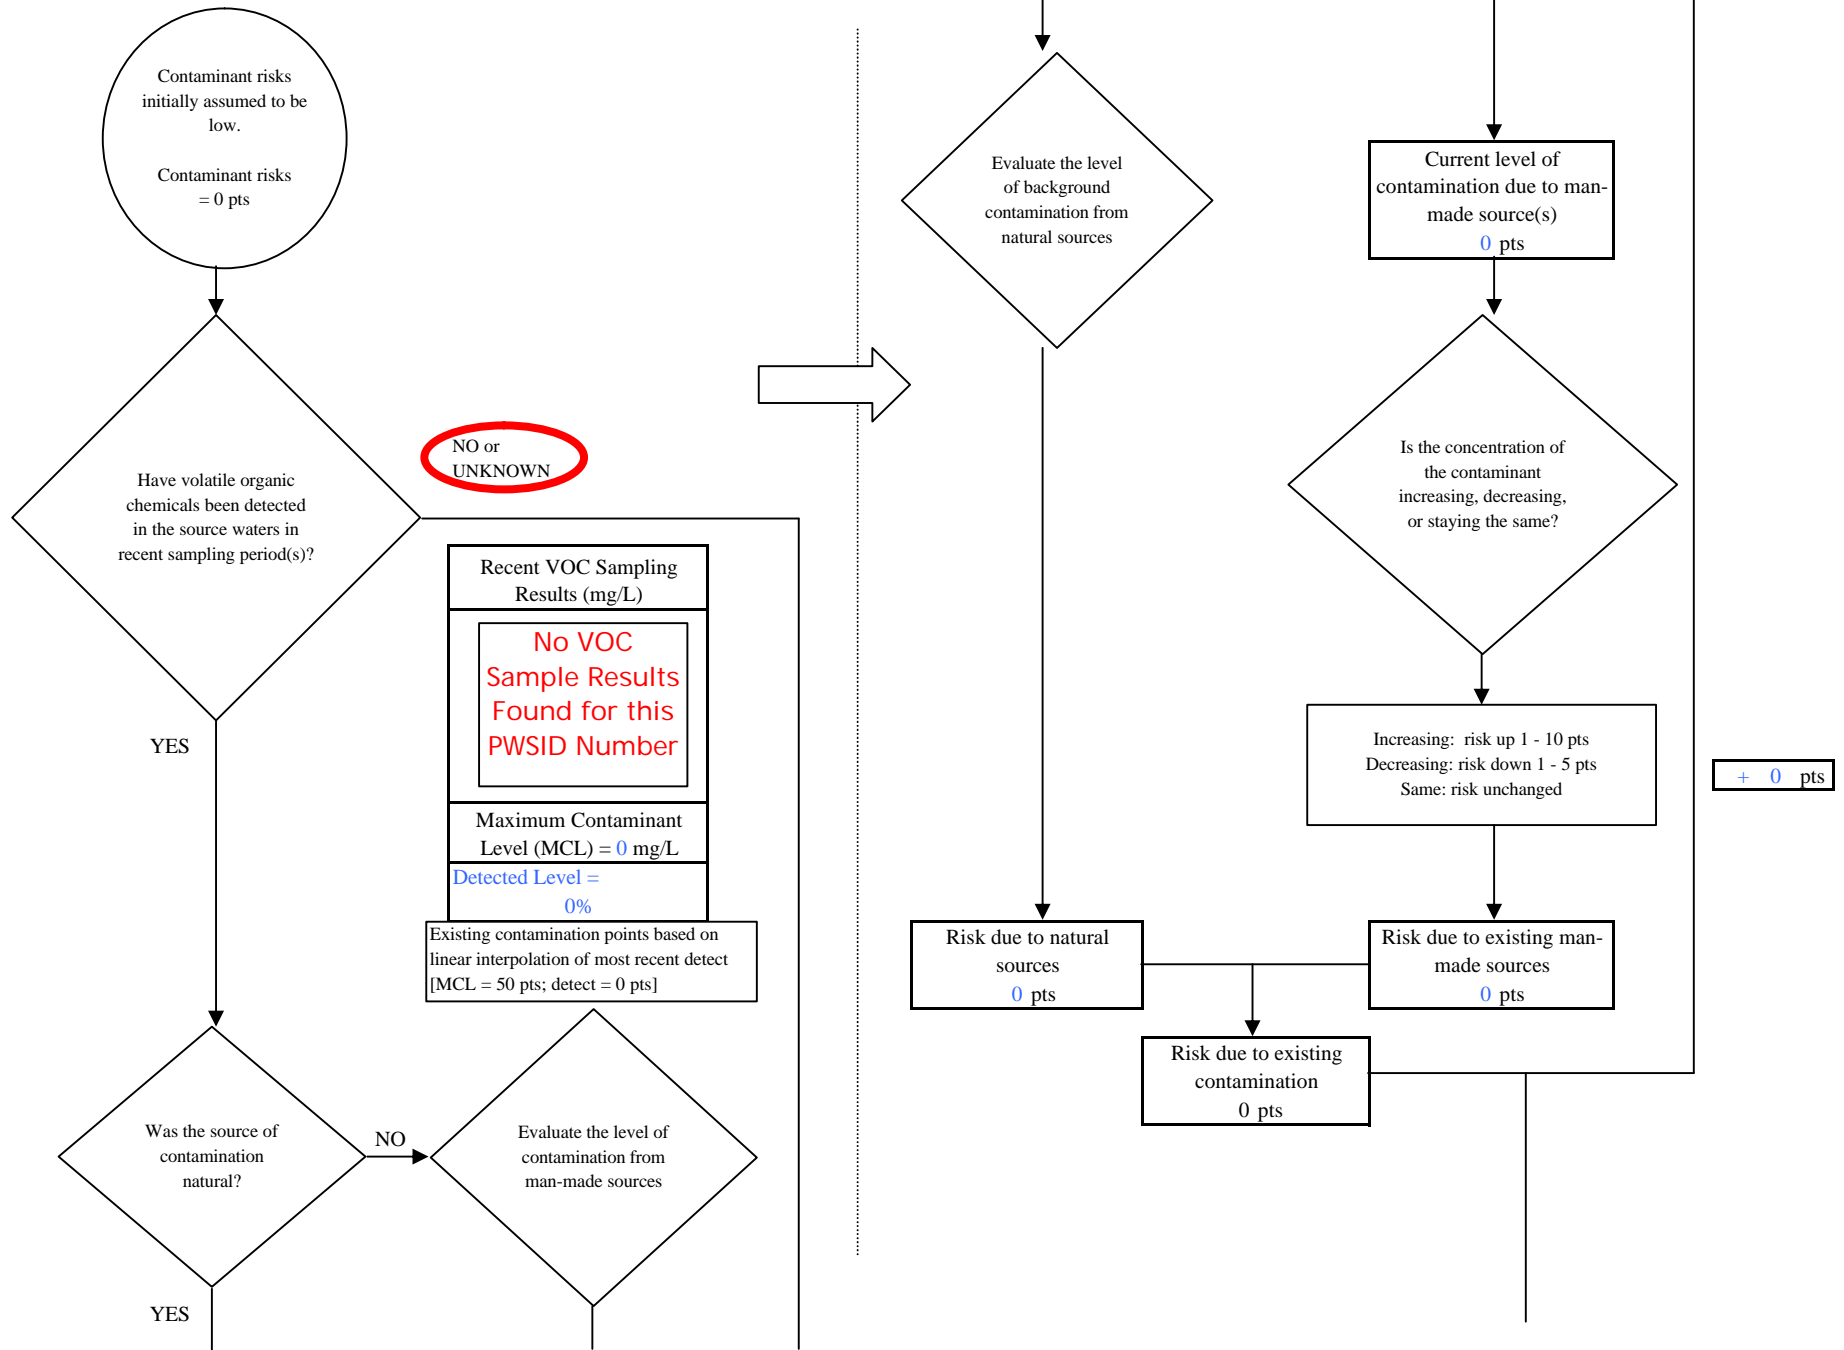 Contaminant risks
initially assumed to be
low.
Contaminant risks
= 0 pts
Have volatile organic
chemicals been detected
in the source waters in
recent sampling period(s)?
NO or
UNKNOWN
Recent VOC Sampling
Results (mg/L)
No VOC
Sample Results
Found for this
PWSID Number
Maximum Contaminant
Level (MCL) = 0 mg/L
Detected Level =
0%
Existing contamination points based on
linear interpolation of most recent detect
[MCL = 50 pts; detect = 0 pts]
YES
Was the source of
contamination
natural?
NO
Evaluate the level of
contamination from
man-made sources
YES
Evaluate the level
of background
contamination from
natural sources
Current level of
contamination due to man-
made source(s)
0 pts
Is the concentration of
the contaminant
increasing, decreasing,
or staying the same?
Increasing: risk up 1 - 10 pts
Decreasing: risk down 1 - 5 pts
Same: risk unchanged
+ 0 pts
Risk due to natural
sources
0 pts
Risk due to existing man-
made sources
0 pts
Risk due to existing
contamination
0 pts